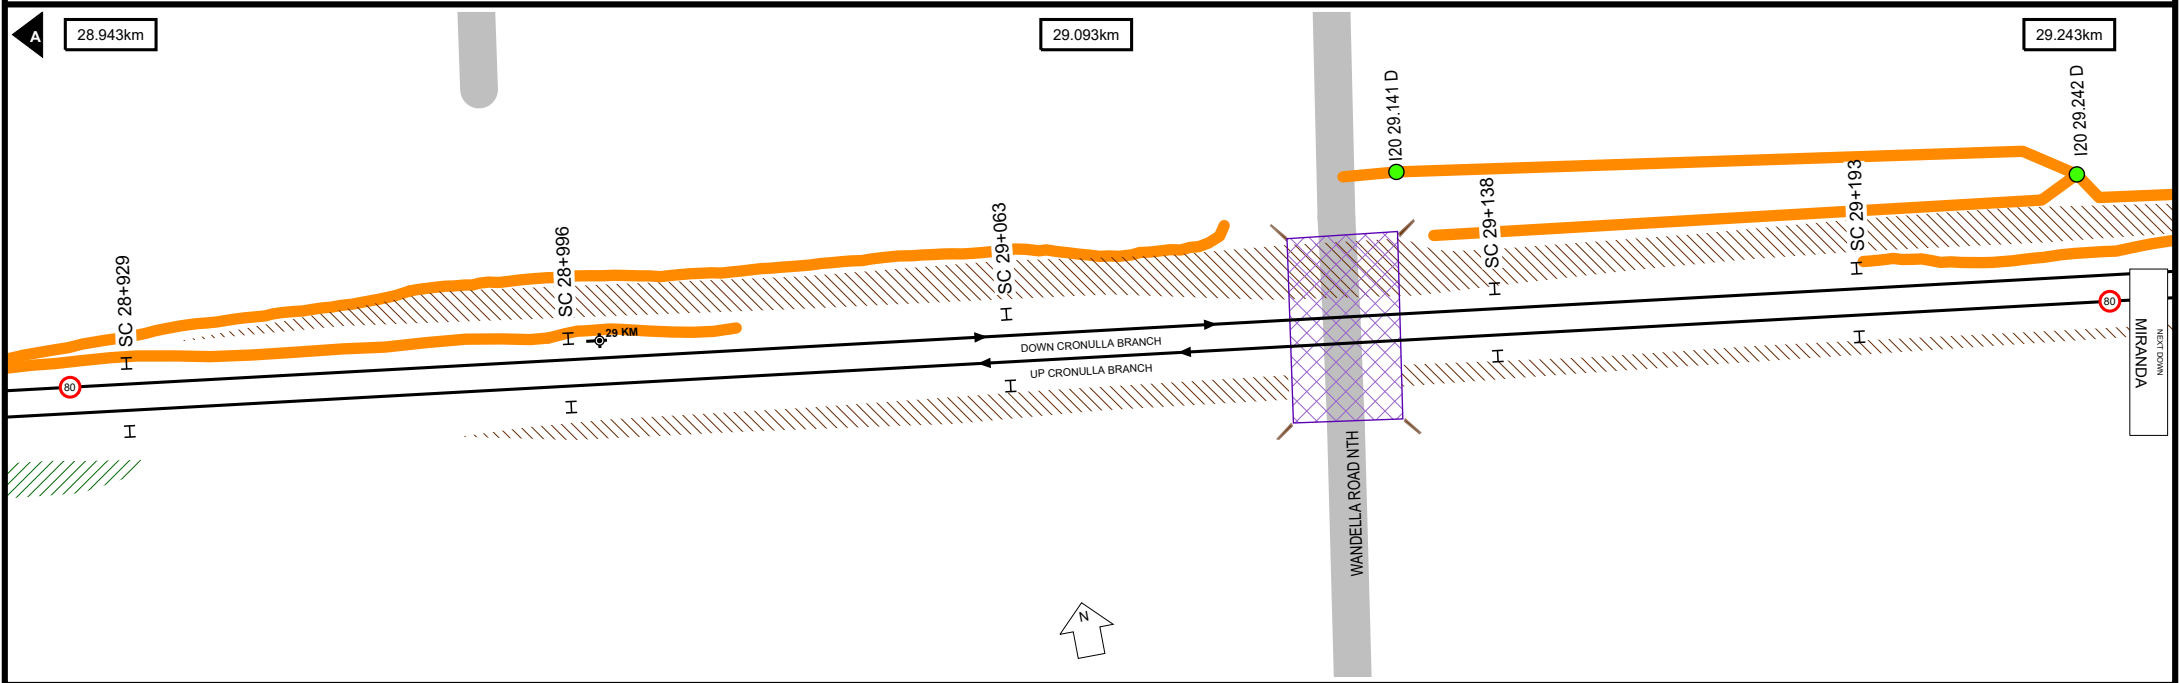 A
28.943km
29.093km
29.243km
I20 29.141 D
I20 29.242 D
SC 28+929
SC 28+996
SC 29+063
SC 29+138
SC 29+193
29 KM
80
80
DOWN CRONULLA BRANCH
UP CRONULLA BRANCH
NEXT DOWN
MIRANDA
WANDELLA ROAD NTH
N